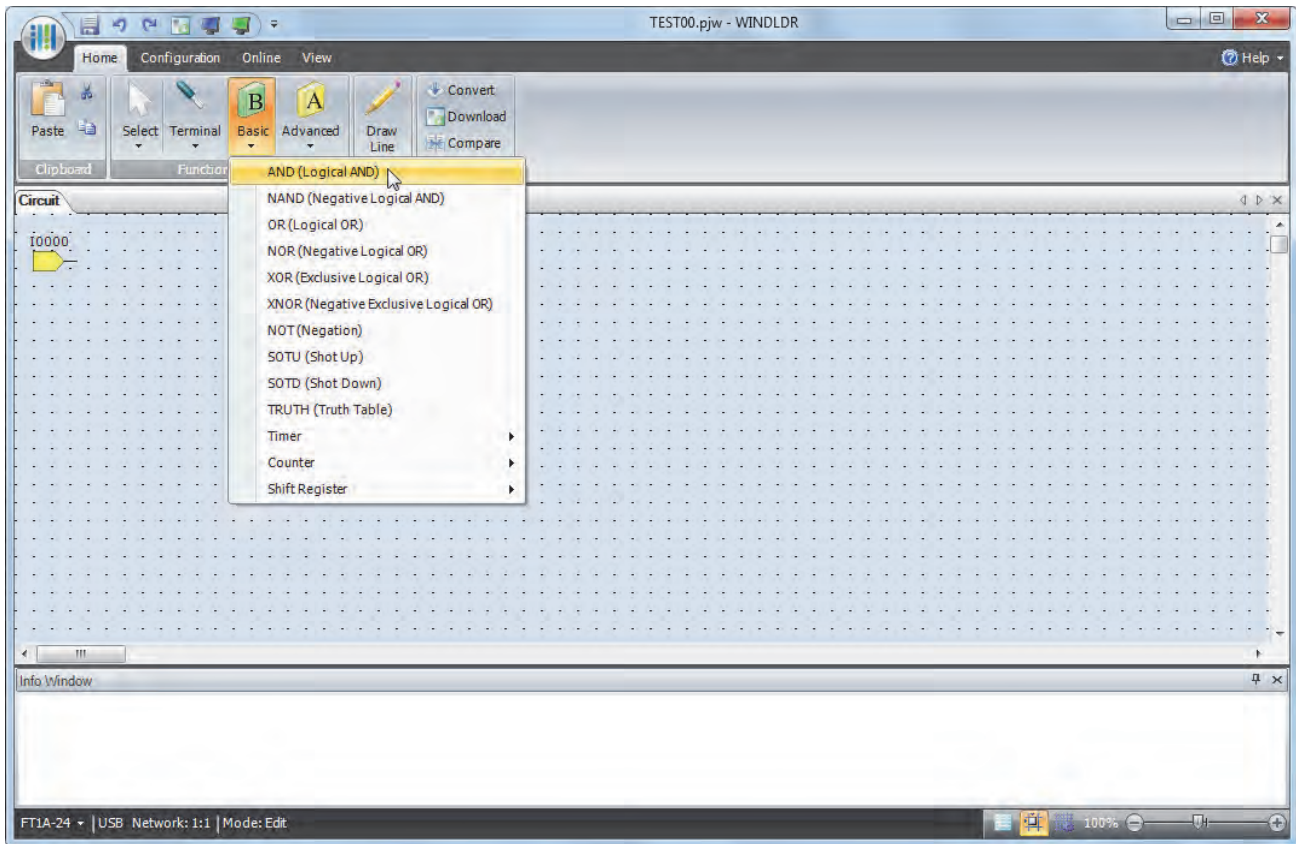 TEST00.pjw - WINDLDR
Home Configuration Online View Help
Paste Select Terminal B Basic A Advanced Draw Line Convert Download Compare
Clipboard Function
AND (Logical AND)
NAND (Negative Logical AND)
OR (Logical OR)
NOR (Negative Logical OR)
XOR (Exclusive Logical OR)
XNOR (Negative Exclusive Logical OR)
NOT (Negation)
SOTU (Shot Up)
SOTD (Shot Down)
TRUTH (Truth Table)
Timer
Counter
Shift Register
Circuit
I0000
Info Window
FT1A-24 USB Network: 1:1 Mode: Edit 100%